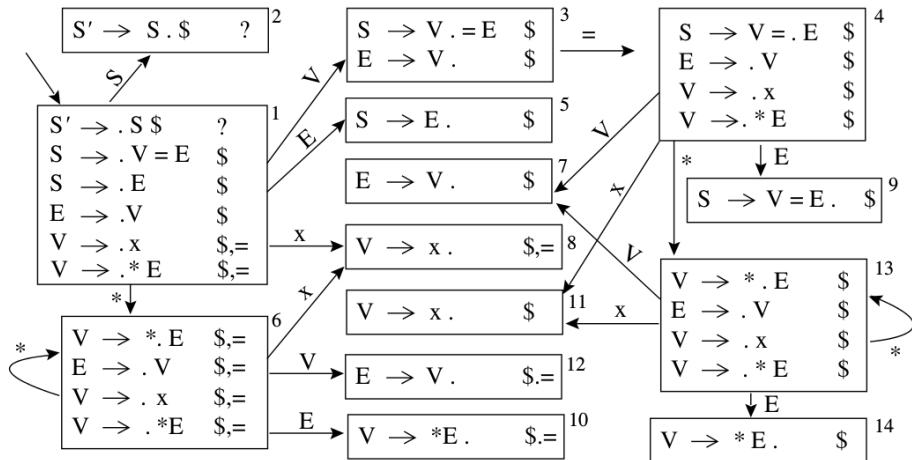 2
S′ → S . $ ?
S
1
S′ → . S $ ?
S → . V = E $
S → . E $
E → . V $
V → . x $,=
V → . * E $,=
V
E
x
*
3
S → V . = E $
E → V . $
=
4
S → V = . E $
E → . V $
V → . x $
V → . * E $
5
S → E . $
7
E → V . $
V
x
*
E
9
S → V = E . $
8
V → x . $,=
11
V → x . $
V
x
13
V → * . E $
E → . V $
V → . x $
V → . * E $
*
E
6
V → *. E $,=
E → . V $,=
V → . x $,=
V → . *E $,=
*
x
V
E
12
E → V . $.=
10
V → *E . $.=
14
V → * E . $